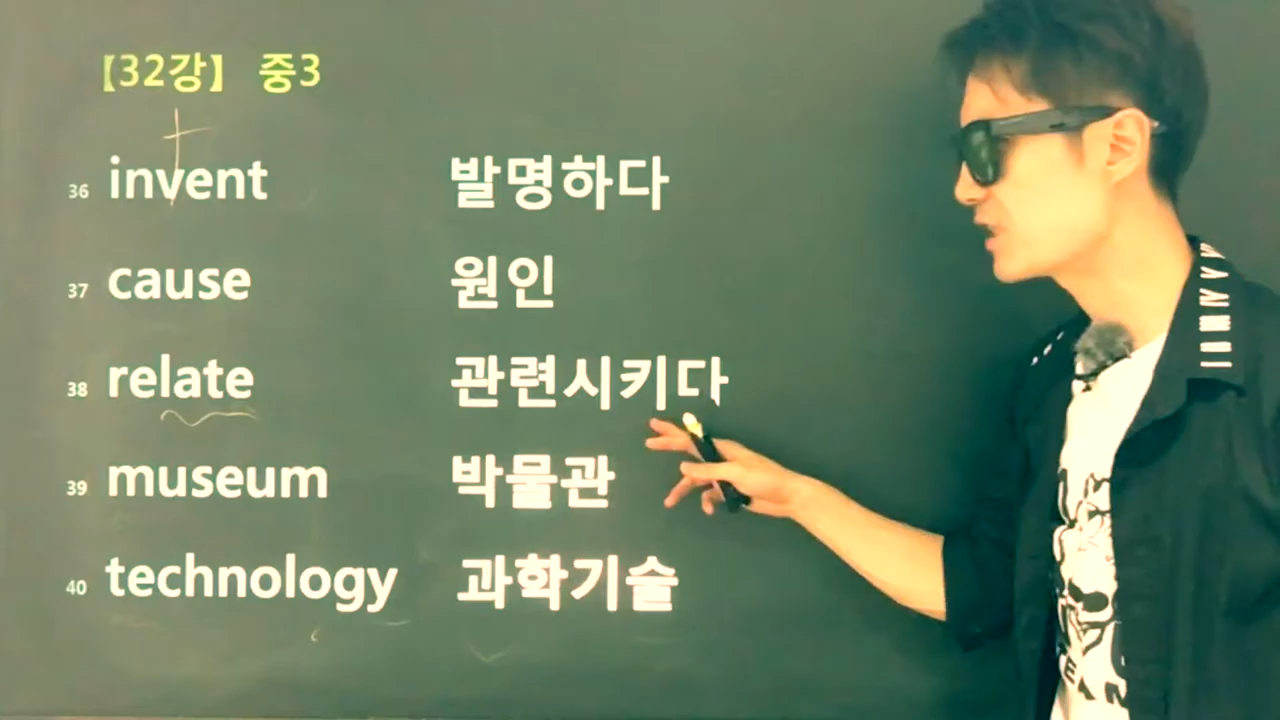 【32강】 중3
36 invent 발명하다
37 cause 원인
38 relate 관련시키다
39 museum 박물관
40 technology 과학기술